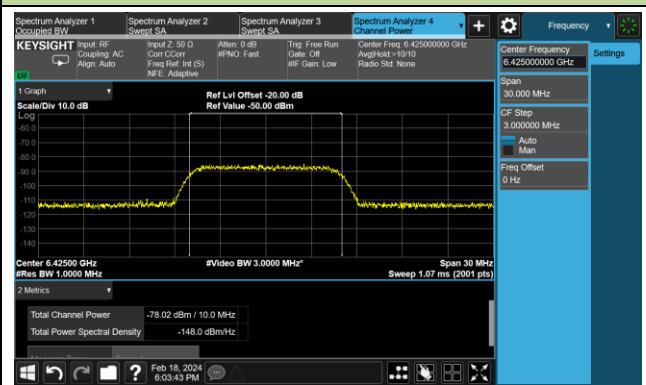 Spectrum Analyzer 1
Occupied BW
Spectrum Analyzer 2
Swept SA
Spectrum Analyzer 3
Swept SA
Spectrum Analyzer 4
Channel Power
Frequency
KEYSIGHT
Input: RF
Coupling: AC
Align: Auto
Input Z: 50 Ω
Corr CCorr
Freq Ref: Int (S)
NFE: Adaptive
Atten: 0 dB
#PNO: Fast
Trig: Free Run
Gate: Off
#IF Gain: Low
Center Freq: 6.425000000 GHz
Avg|Hold:>10/10
Radio Std: None
1 Graph
Scale/Div 10.0 dB
Ref Lvl Offset -20.00 dB
Ref Value -50.00 dBm
Log
-60.0
-70.0
-80.0
-90.0
-100
-110
-120
-130
-140
Center 6.42500 GHz
#Res BW 1.0000 MHz
#Video BW 3.0000 MHz*
Span 30 MHz
Sweep 1.07 ms (2001 pts)
2 Metrics
Total Channel Power -78.02 dBm / 10.0 MHz
Total Power Spectral Density -148.0 dBm/Hz
Feb 18, 2024
6:03:43 PM
Center Frequency
6.425000000 GHz
Settings
Span
30.000 MHz
CF Step
3.000000 MHz
Auto
Man
Freq Offset
0 Hz